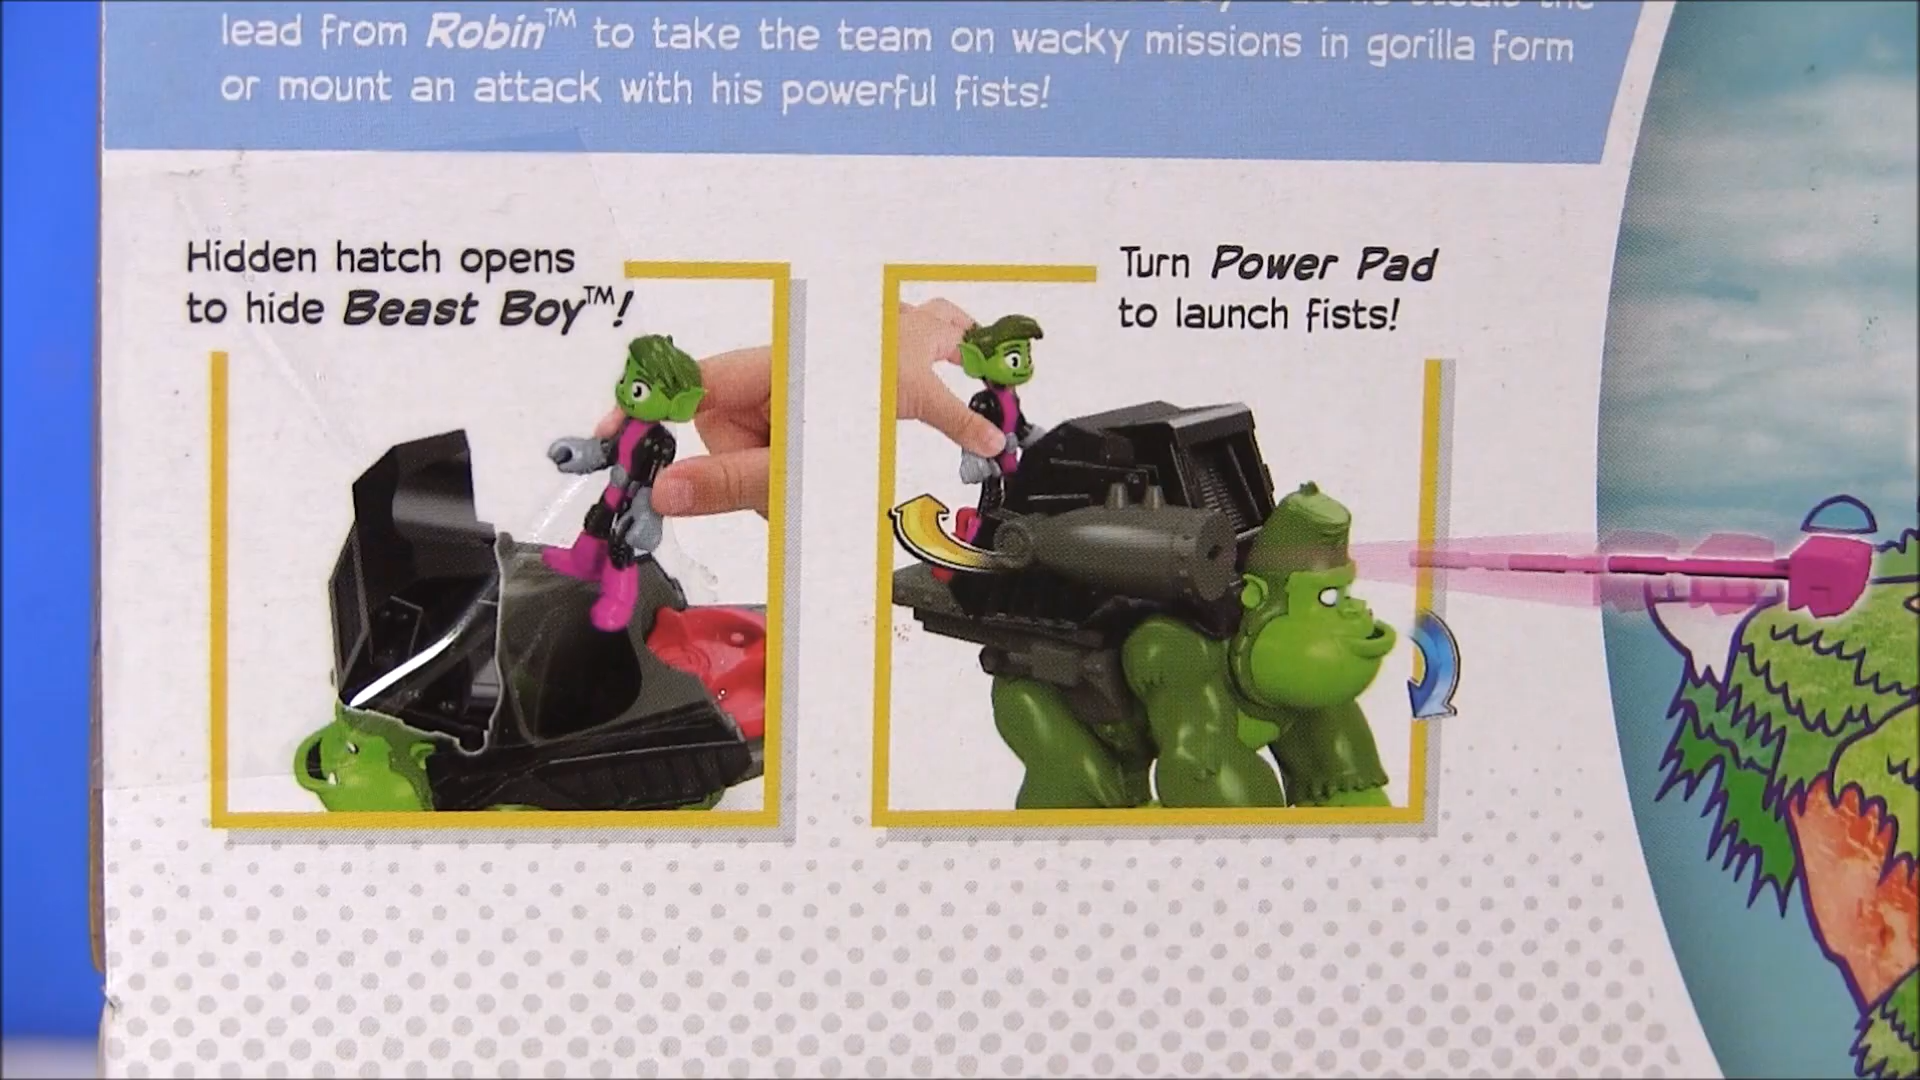 lead from Robin™ to take the team on wacky missions in gorilla form
or mount an attack with his powerful fists!
Hidden hatch opens
to hide Beast Boy™!
Turn Power Pad
to launch fists!